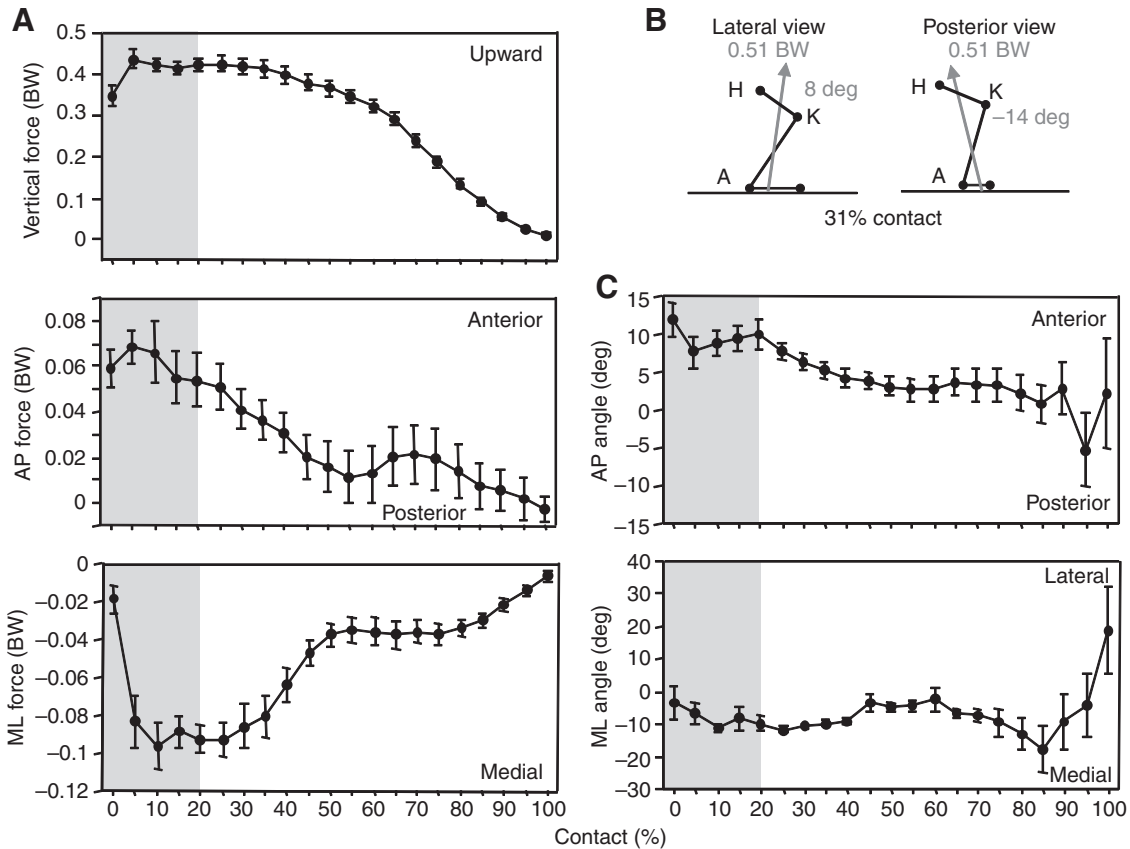 A
Vertical force (BW)
0.5
0.4
0.3
0.2
0.1
0
Upward
AP force (BW)
0.08
0.06
0.04
0.02
0
Anterior
Posterior
ML force (BW)
0
–0.02
–0.04
–0.06
–0.08
–0.1
–0.12
Medial
0 10 20 30 40 50 60 70 80 90 100
B
Lateral view
0.51 BW
H
8 deg
K
A
Posterior view
0.51 BW
H
K
–14 deg
A
31% contact
C
AP angle (deg)
15
10
5
0
–5
–10
–15
Anterior
Posterior
ML angle (deg)
40
30
20
10
0
–10
–20
–30
Lateral
Medial
0 10 20 30 40 50 60 70 80 90 100
Contact (%)